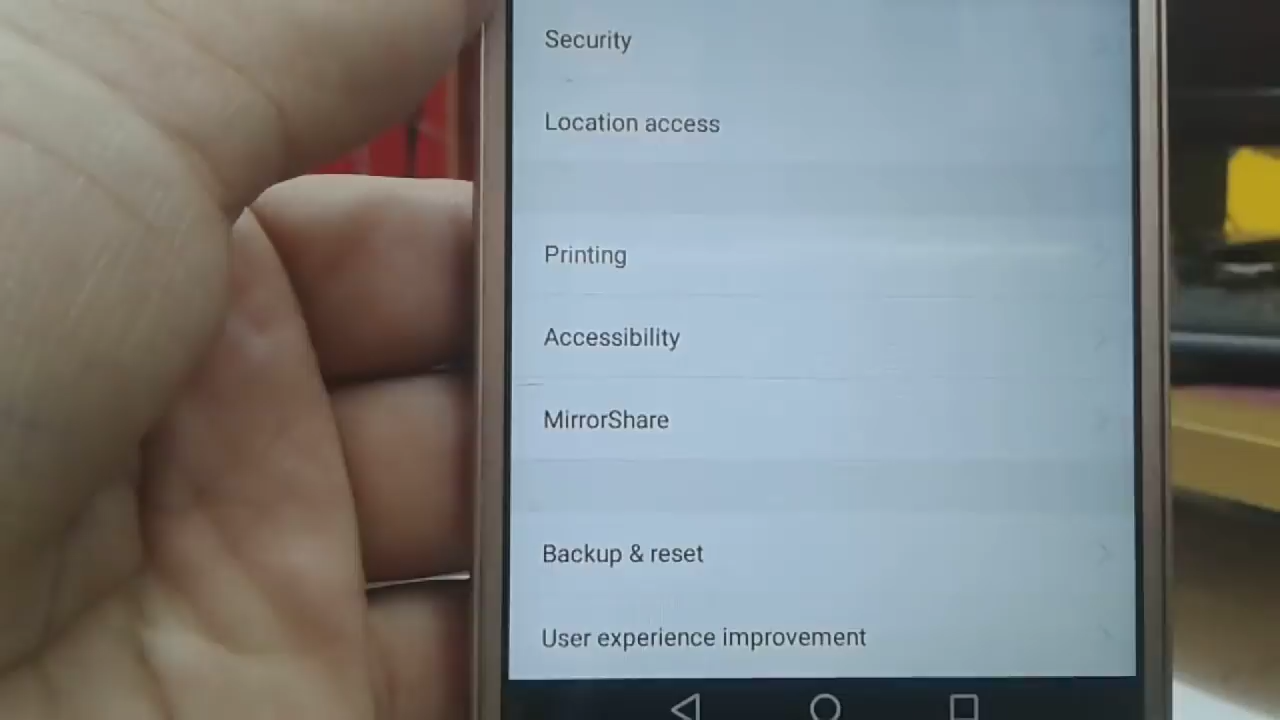 Security
Location access
Printing
Accessibility
MirrorShare
Backup & reset
User experience improvement